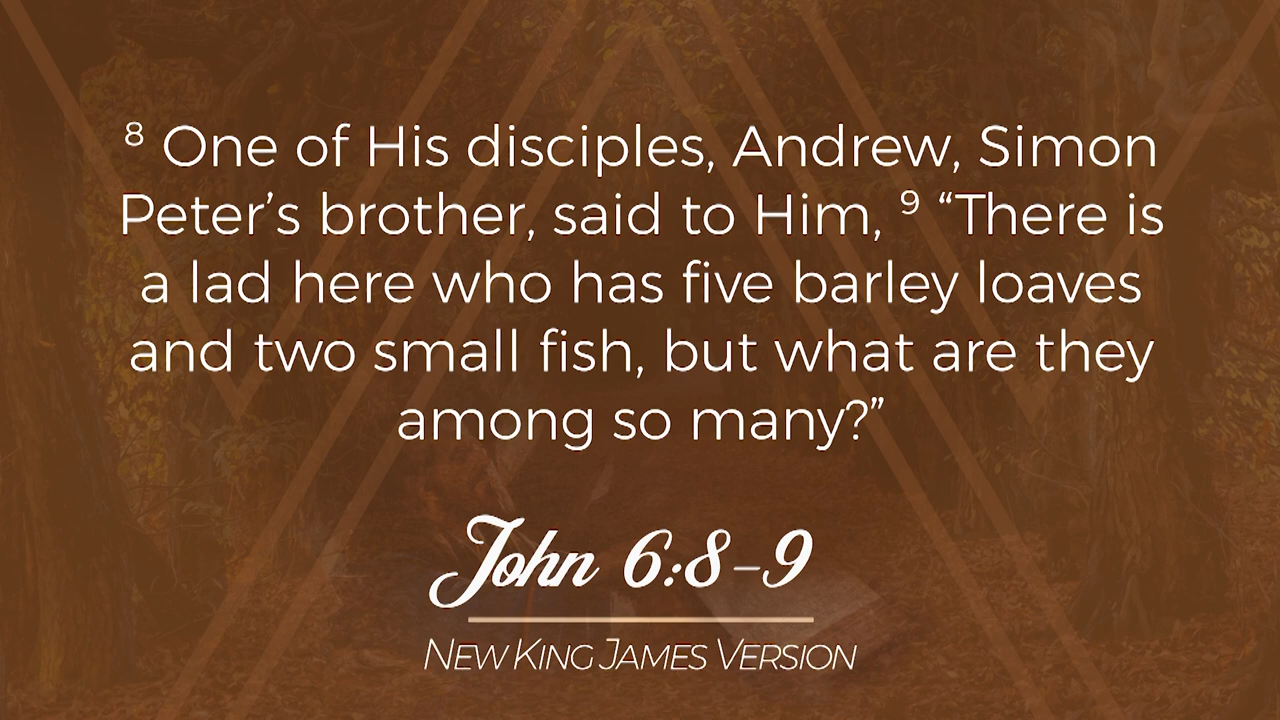 ⁸ One of His disciples, Andrew, Simon
Peter’s brother, said to Him, ⁹ “There is
a lad here who has five barley loaves
and two small fish, but what are they
among so many?”
John 6:8–9
NEW KING JAMES VERSION